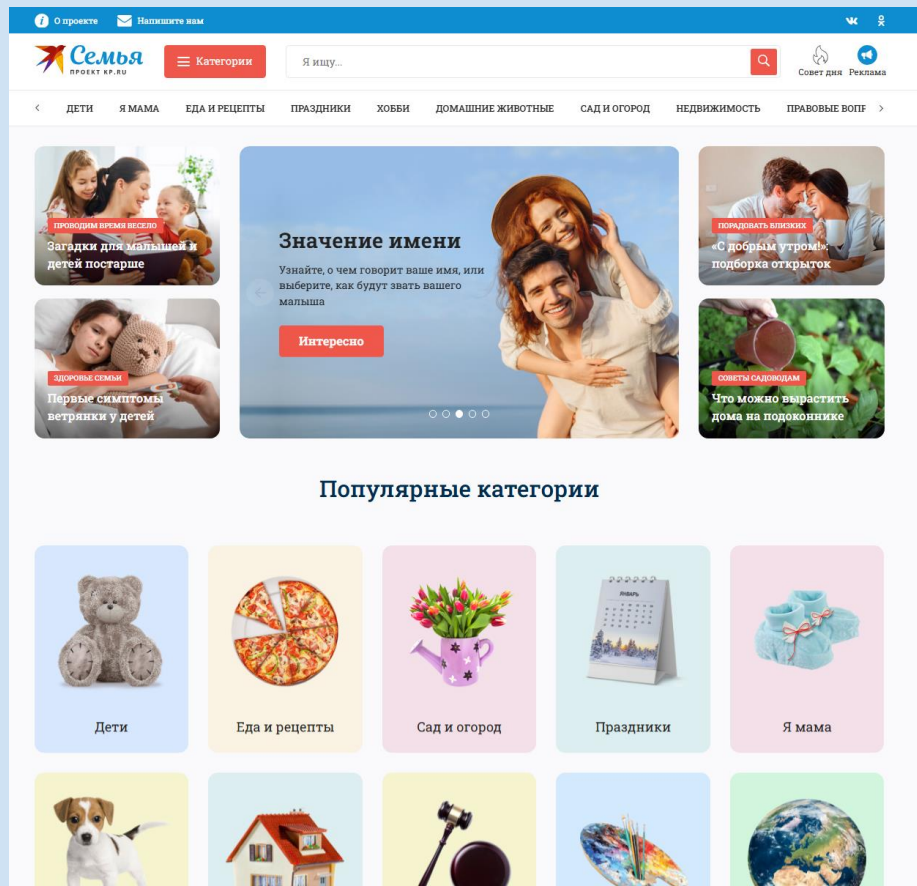 О проекте
Напишите нам
Семья
ПРОЕКТ KP.RU
Категории
Я ищу...
Совет дня
Реклама
ДЕТИ
Я МАМА
ЕДА И РЕЦЕПТЫ
ПРАЗДНИКИ
ХОББИ
ДОМАШНИЕ ЖИВОТНЫЕ
САД И ОГОРОД
НЕДВИЖИМОСТЬ
ПРАВОВЫЕ
ПРОВОДИМ ВРЕМЯ ВЕСЕЛО
Загадки для малышей и
детей постарше
ЗДОРОВЬЕ СЕМЬИ
Первые симптомы
ветрянки у детей
Значение имени
Узнайте, о чем говорит ваше имя, или
выберите, как будут звать вашего
малыша
Интересно
ПОРАДОВАТЬ БЛИЗКИХ
«С добрым утром!»:
подборка открыток
СОВЕТЫ САДОВОДАМ
Что можно вырастить
дома на подоконнике
Популярные категории
ЯНВАРЬ
Дети
Еда и рецепты
Сад и огород
Праздники
Я мама